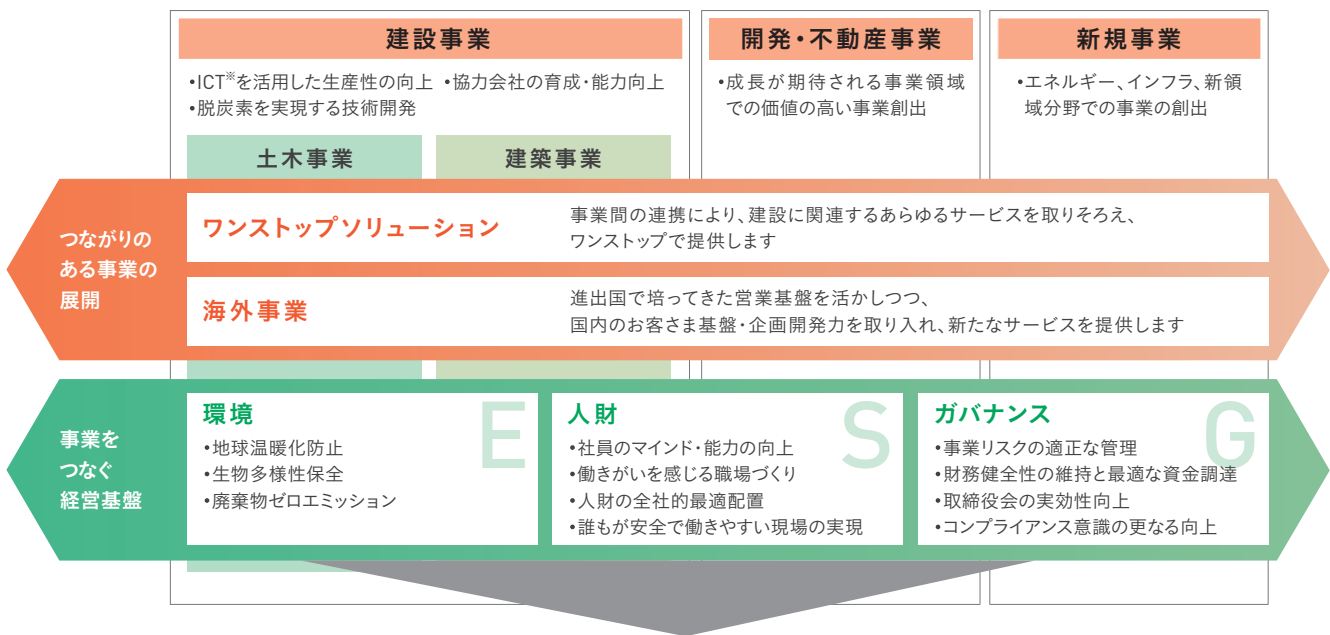 建設事業
•ICT※を活用した生産性の向上 •協力会社の育成・能力向上
•脱炭素を実現する技術開発
土木事業
建築事業
開発・不動産事業
•成長が期待される事業領域
での価値の高い事業創出
新規事業
•エネルギー、インフラ、新領
域分野での事業の創出
つながりの
ある事業の
展開
ワンストップソリューション
事業間の連携により、建設に関連するあらゆるサービスを取りそろえ、
ワンストップで提供します
海外事業
進出国で培ってきた営業基盤を活かしつつ、
国内のお客さま基盤・企画開発力を取り入れ、新たなサービスを提供します
事業を
つなぐ
経営基盤
環境
E
•地球温暖化防止
•生物多様性保全
•廃棄物ゼロエミッション
人財
S
•社員のマインド・能力の向上
•働きがいを感じる職場づくり
•人財の全社的最適配置
•誰もが安全で働きやすい現場の実現
ガバナンス
G
•事業リスクの適正な管理
•財務健全性の維持と最適な資金調達
•取締役会の実効性向上
•コンプライアンス意識の更なる向上